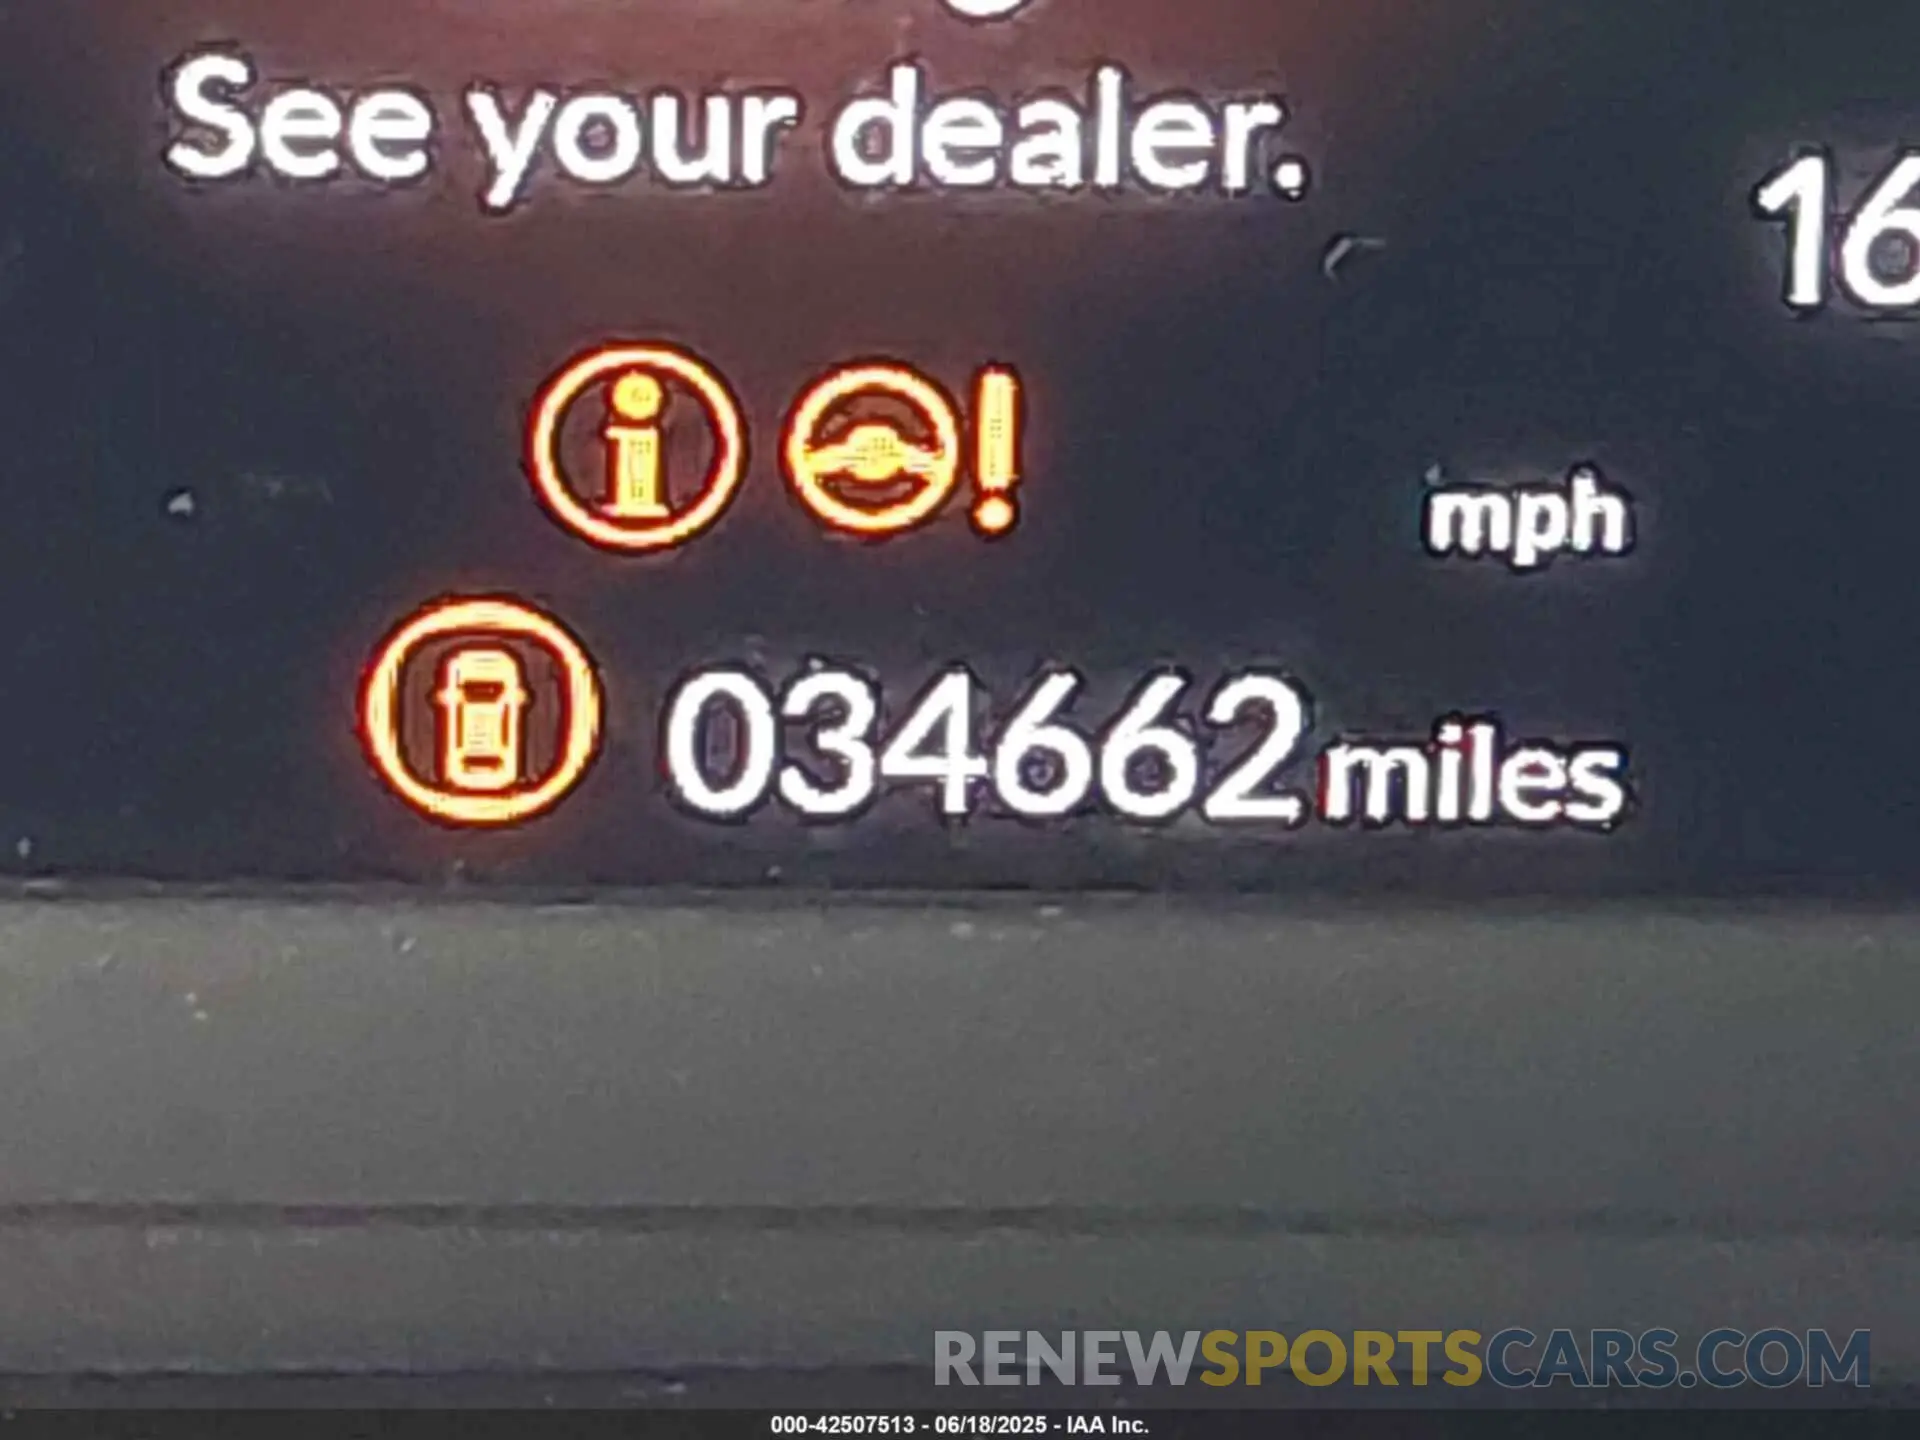 See your dealer.
16
mph
034662 miles
RENEWSPORTSCARS.COM
000-42507513 - 06/18/2025 - IAA Inc.